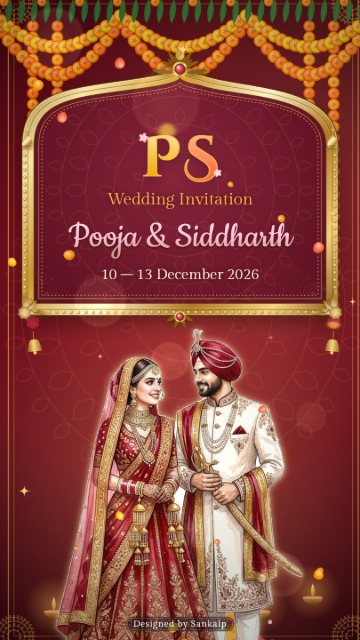 PS
Wedding Invitation
Pooja & Siddharth
10 — 13 December 2026
Designed by Sankalp